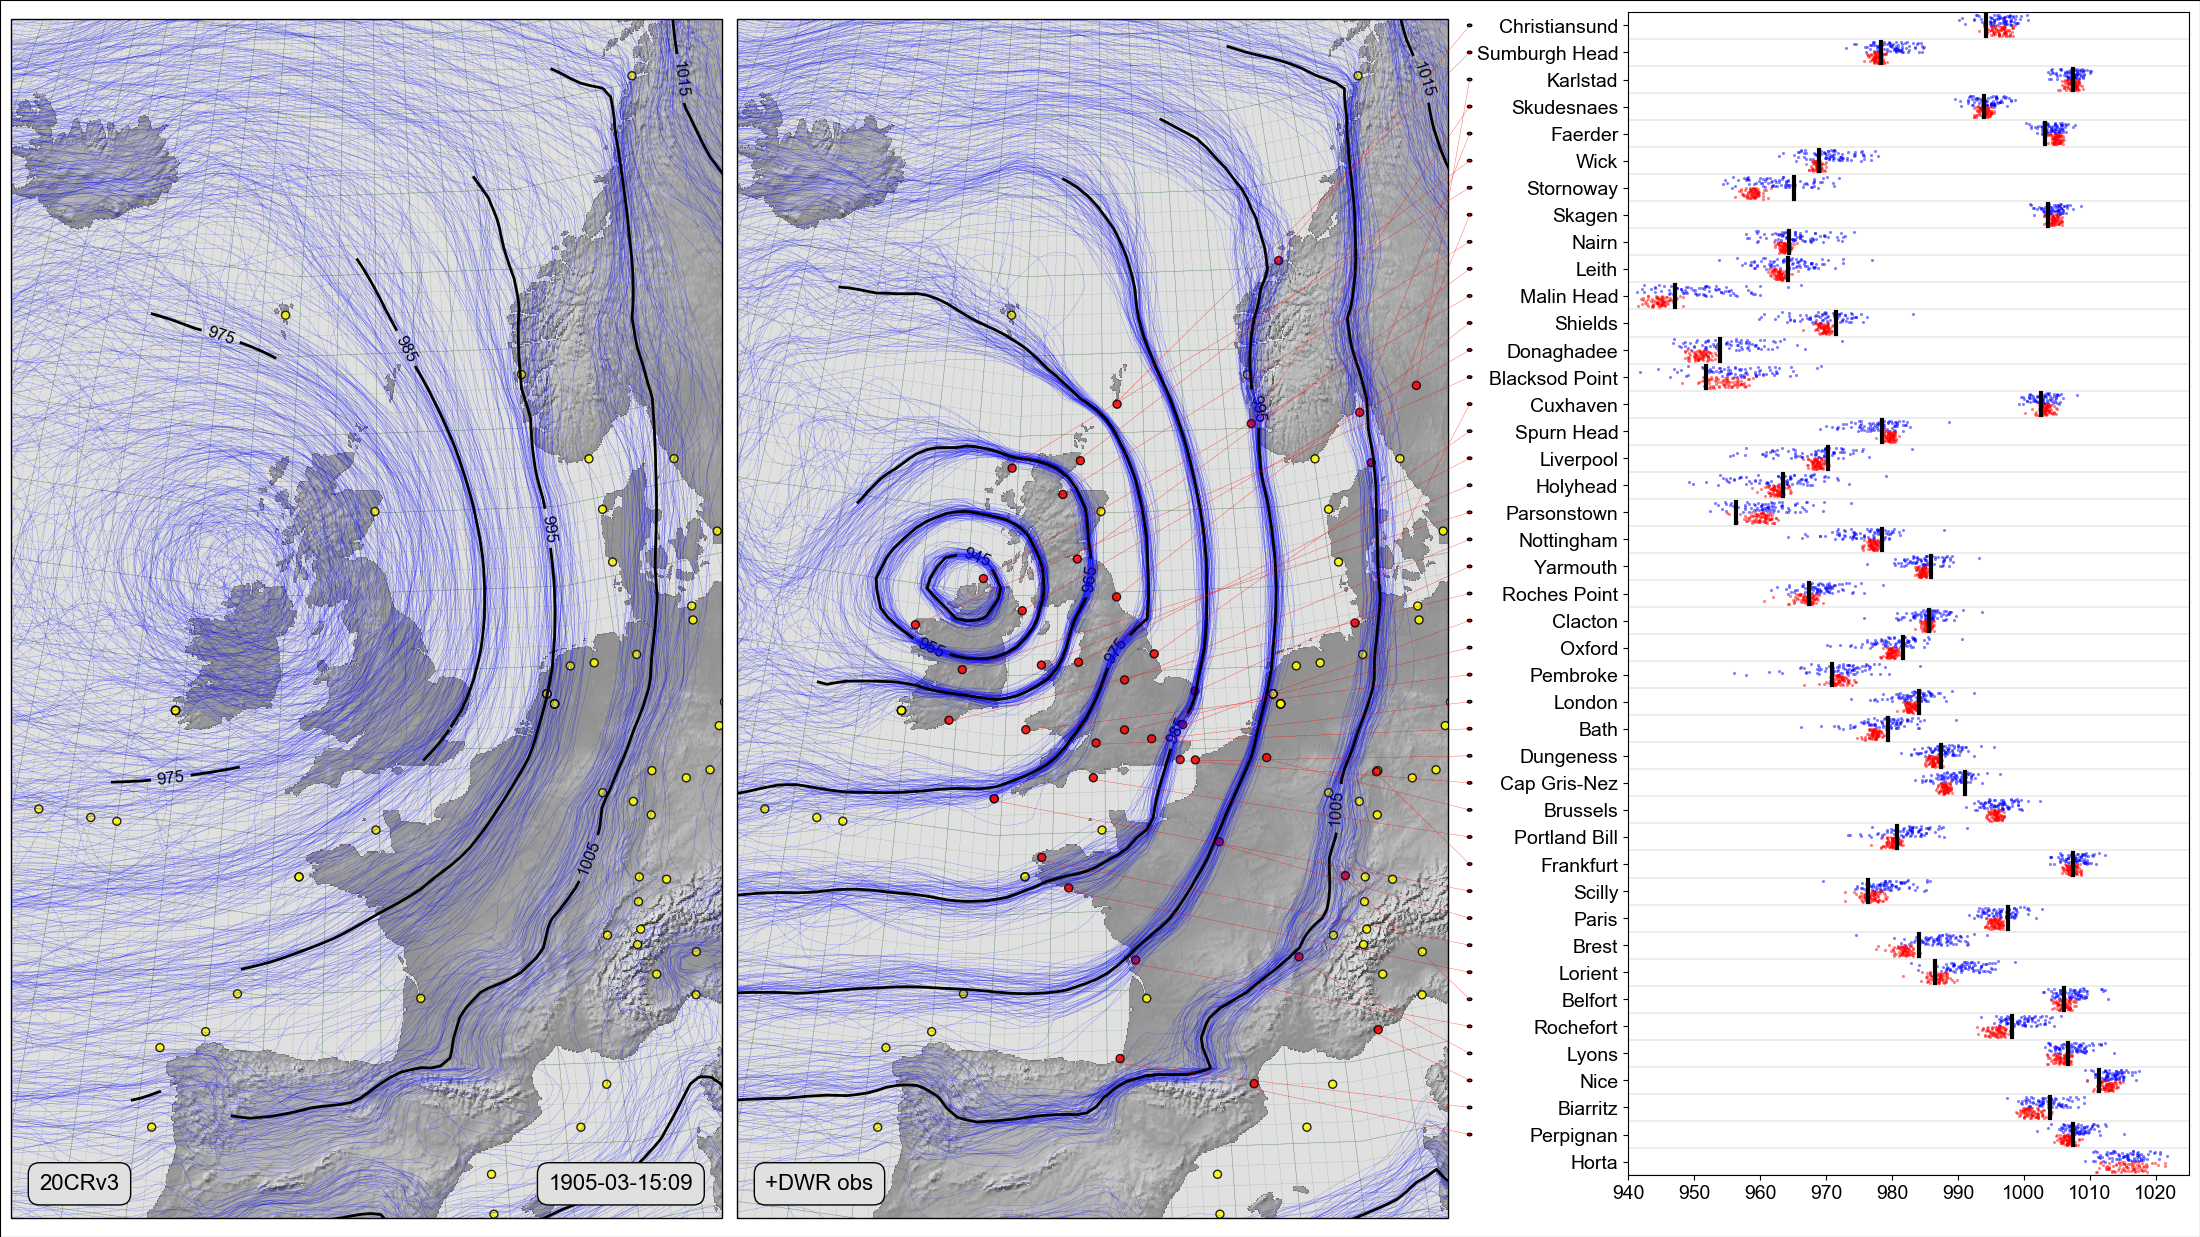 1015
975
985
995
975
1005
20CRv3
1905-03-15:09
1015
995
945
965
955
975
985
1005
+DWR obs
Christiansund
Sumburgh Head
Karlstad
Skudesnaes
Faerder
Wick
Stornoway
Skagen
Nairn
Leith
Malin Head
Shields
Donaghadee
Blacksod Point
Cuxhaven
Spurn Head
Liverpool
Holyhead
Parsonstown
Nottingham
Yarmouth
Roches Point
Clacton
Oxford
Pembroke
London
Bath
Dungeness
Cap Gris-Nez
Brussels
Portland Bill
Frankfurt
Scilly
Paris
Brest
Lorient
Belfort
Rochefort
Lyons
Nice
Biarritz
Perpignan
Horta
940 950 960 970 980 990 1000 1010 1020